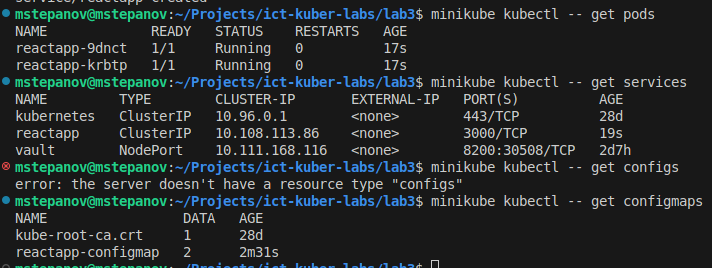 mstepanov@mstepanov:~/Projects/ict-kuber-labs/lab3$ minikube kubectl -- get pods
NAME             READY   STATUS    RESTARTS   AGE
reactapp-9dnct   1/1     Running   0          17s
reactapp-krbtp   1/1     Running   0          17s
mstepanov@mstepanov:~/Projects/ict-kuber-labs/lab3$ minikube kubectl -- get services
NAME         TYPE        CLUSTER-IP       EXTERNAL-IP   PORT(S)          AGE
kubernetes   ClusterIP   10.96.0.1        <none>        443/TCP          28d
reactapp     ClusterIP   10.108.113.86    <none>        3000/TCP         19s
vault        NodePort    10.111.168.116   <none>        8200:30508/TCP   2d7h
mstepanov@mstepanov:~/Projects/ict-kuber-labs/lab3$ minikube kubectl -- get configs
error: the server doesn't have a resource type "configs"
mstepanov@mstepanov:~/Projects/ict-kuber-labs/lab3$ minikube kubectl -- get configmaps
NAME                 DATA   AGE
kube-root-ca.crt     1      28d
reactapp-configmap   2      2m31s
mstepanov@mstepanov:~/Projects/ict-kuber-labs/lab3$